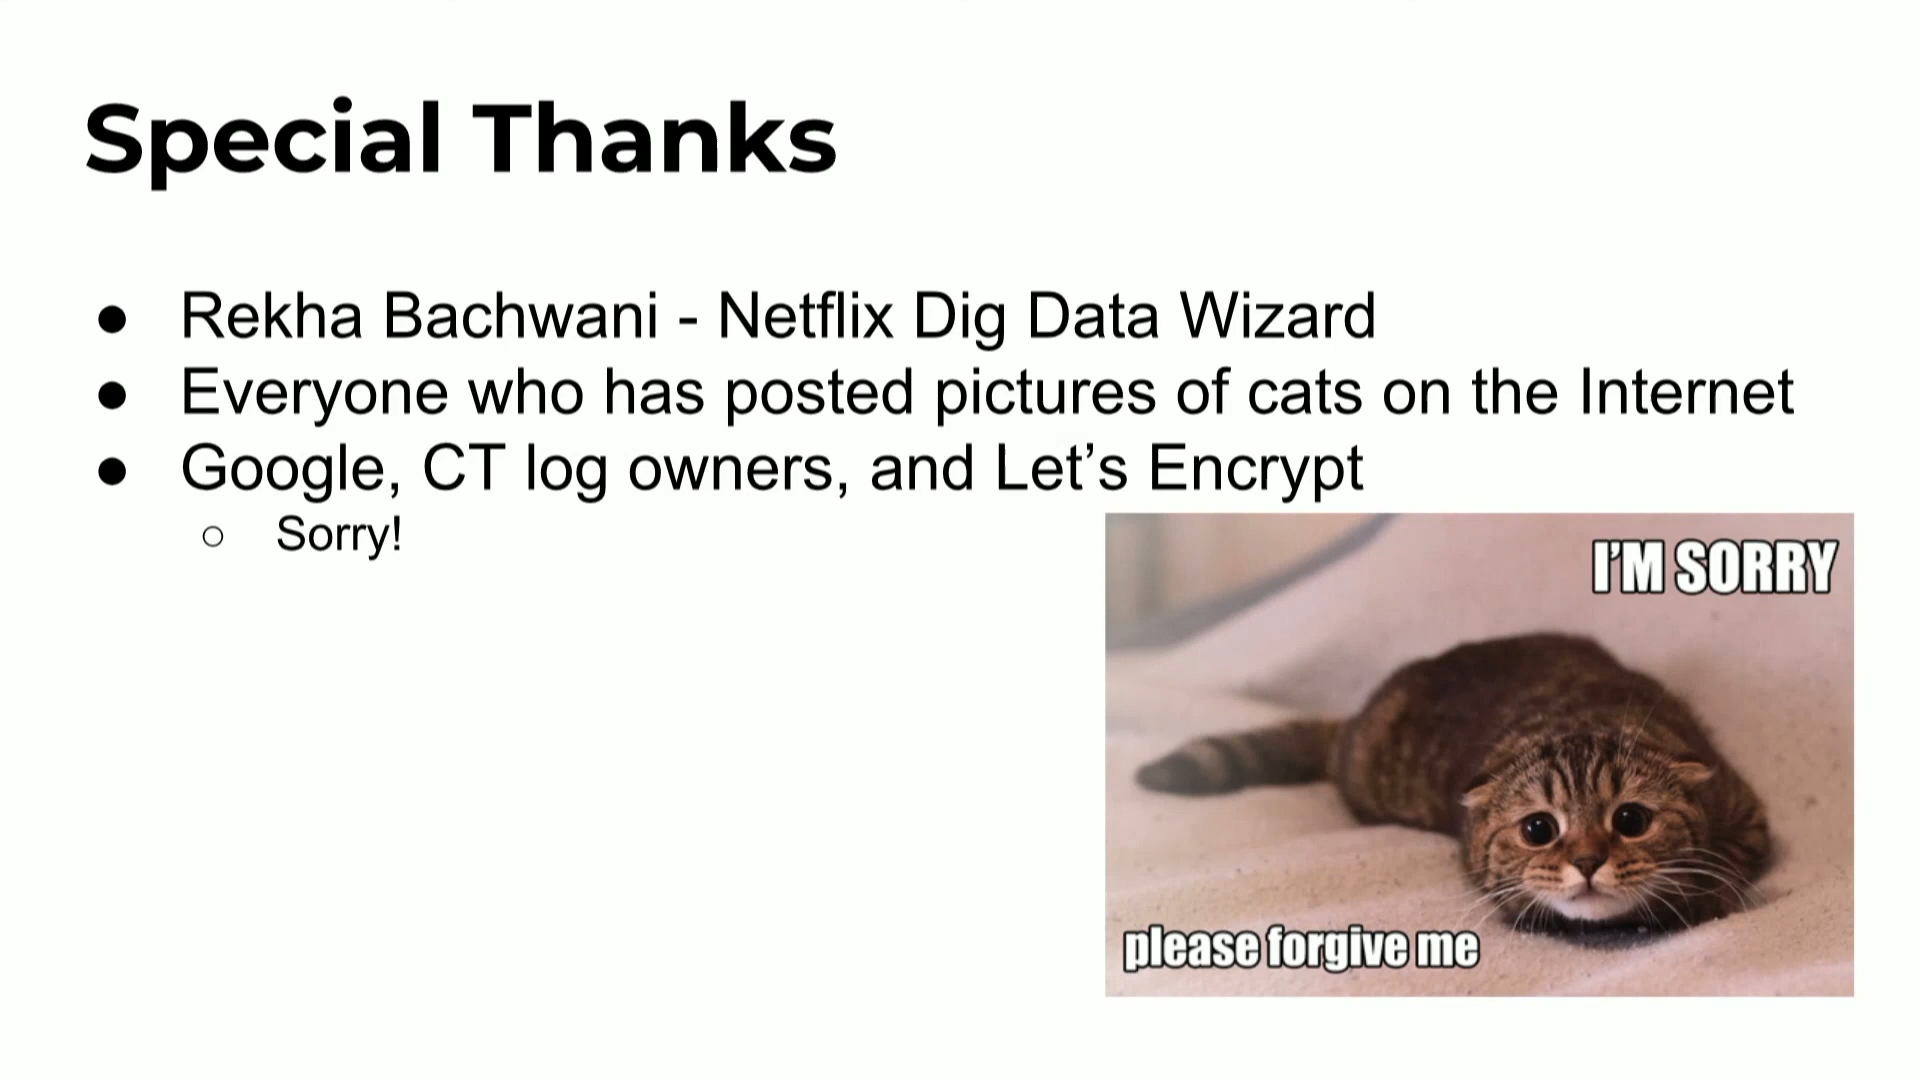 Special Thanks
● Rekha Bachwani - Netflix Dig Data Wizard
● Everyone who has posted pictures of cats on the Internet
● Google, CT log owners, and Let’s Encrypt
○ Sorry!
I'M SORRY
please forgive me